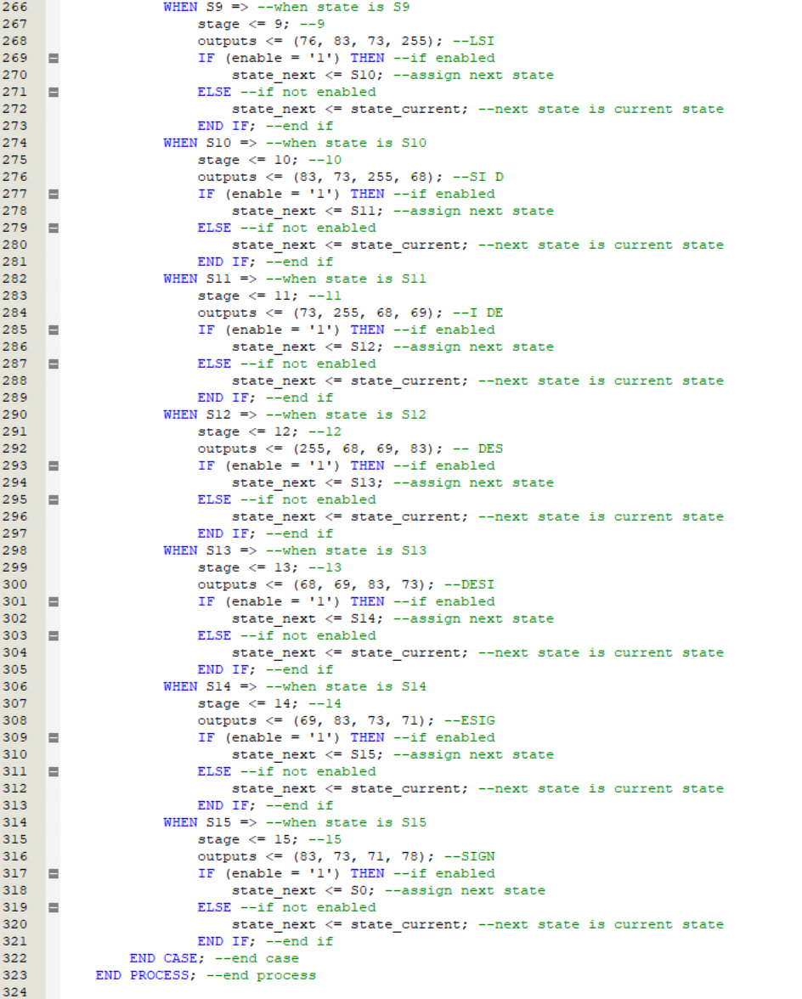 266 WHEN S9 => --when state is S9
267 stage <= 9; --9
268 outputs <= (76, 83, 73, 255); --LSI
269 IF (enable = '1') THEN --if enabled
270 state_next <= S10; --assign next state
271 ELSE --if not enabled
272 state_next <= state_current; --next state is current state
273 END IF; --end if
274 WHEN S10 => --when state is S10
275 stage <= 10; --10
276 outputs <= (83, 73, 255, 68); --SI D
277 IF (enable = '1') THEN --if enabled
278 state_next <= S11; --assign next state
279 ELSE --if not enabled
280 state_next <= state_current; --next state is current state
281 END IF; --end if
282 WHEN S11 => --when state is S11
283 stage <= 11; --11
284 outputs <= (73, 255, 68, 69); --I DE
285 IF (enable = '1') THEN --if enabled
286 state_next <= S12; --assign next state
287 ELSE --if not enabled
288 state_next <= state_current; --next state is current state
289 END IF; --end if
290 WHEN S12 => --when state is S12
291 stage <= 12; --12
292 outputs <= (255, 68, 69, 83); -- DES
293 IF (enable = '1') THEN --if enabled
294 state_next <= S13; --assign next state
295 ELSE --if not enabled
296 state_next <= state_current; --next state is current state
297 END IF; --end if
298 WHEN S13 => --when state is S13
299 stage <= 13; --13
300 outputs <= (68, 69, 83, 73); --DESI
301 IF (enable = '1') THEN --if enabled
302 state_next <= S14; --assign next state
303 ELSE --if not enabled
304 state_next <= state_current; --next state is current state
305 END IF; --end if
306 WHEN S14 => --when state is S14
307 stage <= 14; --14
308 outputs <= (69, 83, 73, 71); --ESIG
309 IF (enable = '1') THEN --if enabled
310 state_next <= S15; --assign next state
311 ELSE --if not enabled
312 state_next <= state_current; --next state is current state
313 END IF; --end if
314 WHEN S15 => --when state is S15
315 stage <= 15; --15
316 outputs <= (83, 73, 71, 78); --SIGN
317 IF (enable = '1') THEN --if enabled
318 state_next <= S0; --assign next state
319 ELSE --if not enabled
320 state_next <= state_current; --next state is current state
321 END IF; --end if
322 END CASE; --end case
323 END PROCESS; --end process
324